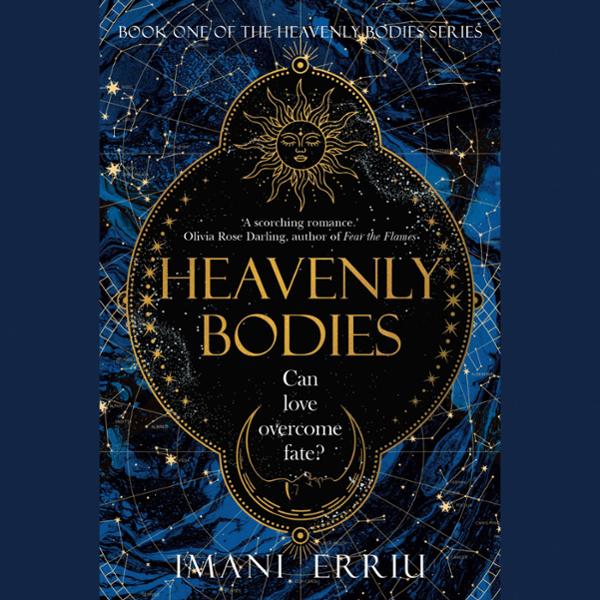 BOOK ONE OF THE HEAVENLY BODIES SERIES
‘A scorching romance.’
Olivia Rose Darling, author of Fear the Flames
HEAVENLY
BODIES
Can
love
overcome
fate?
IMANI ERRIU